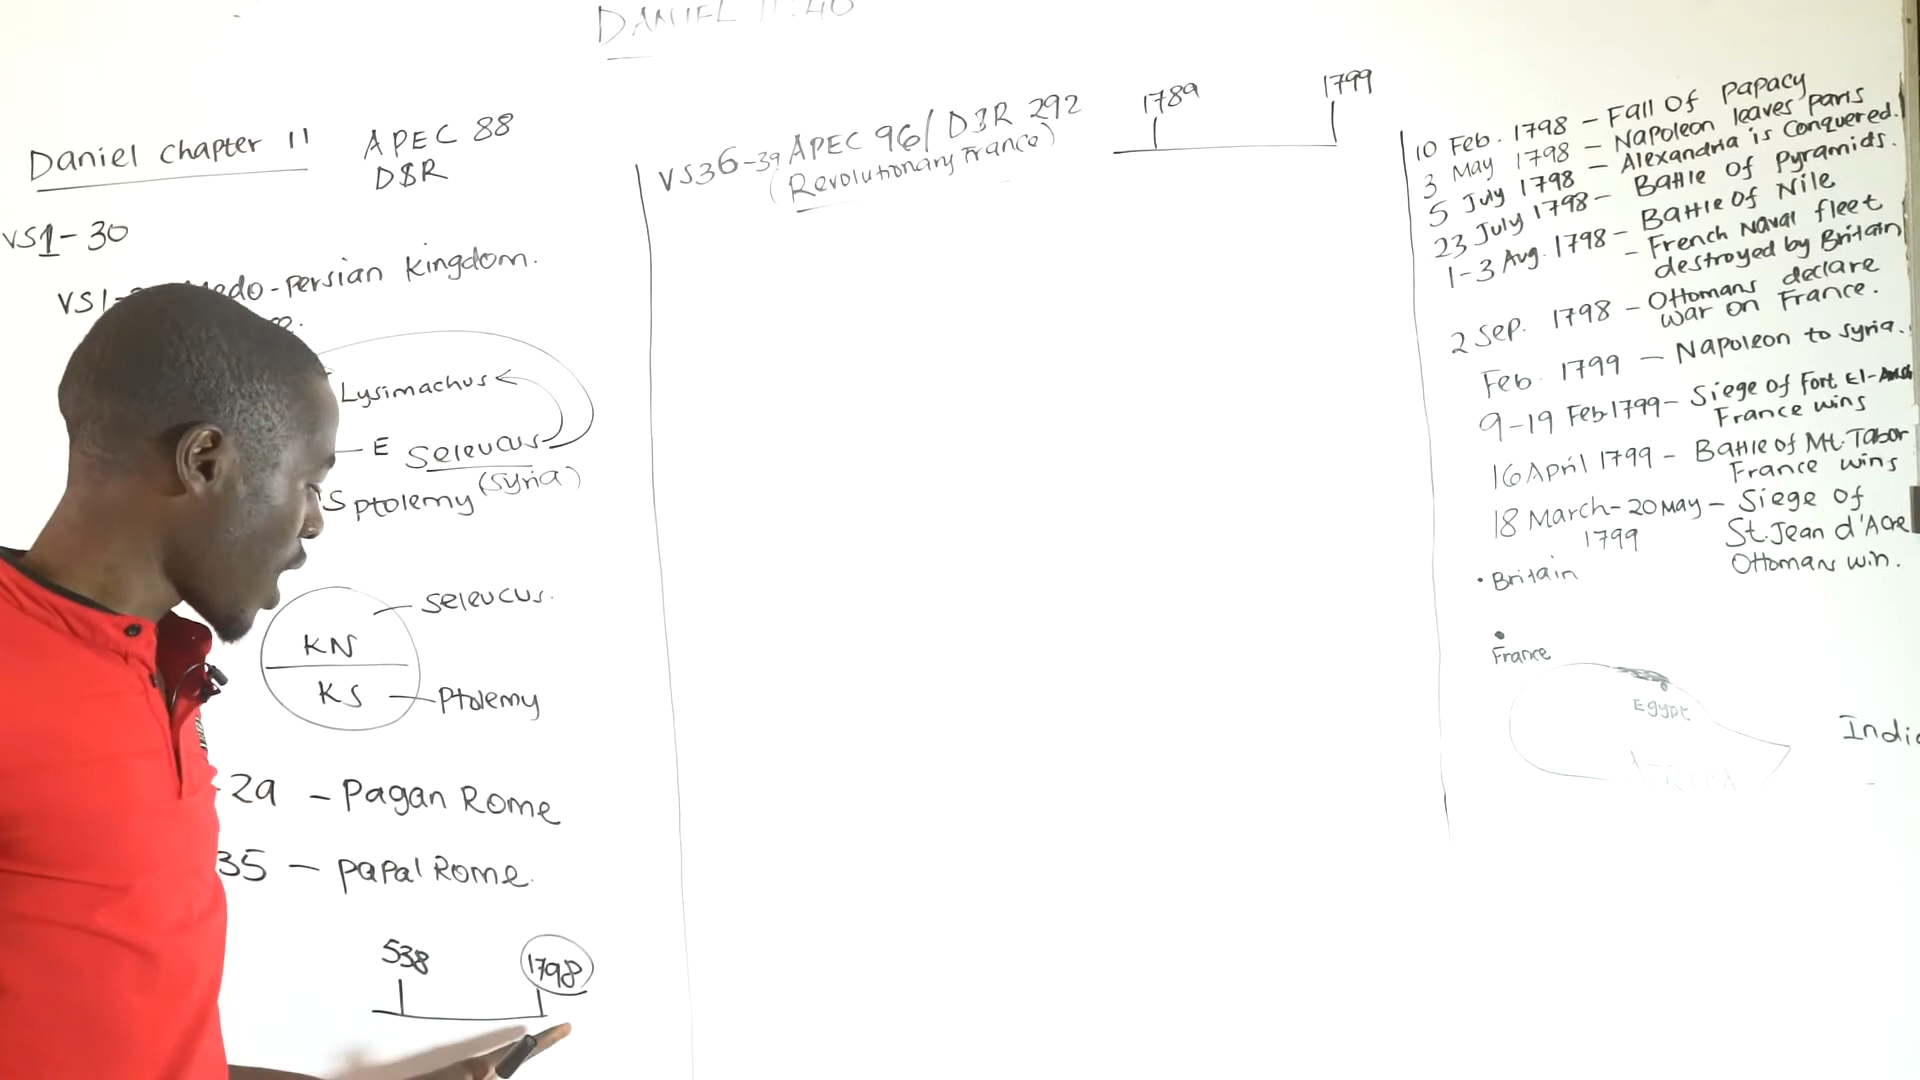 DANIEL 11:40
Daniel chapter 11
APEC 88
D&R
VS1-30
VS1- Medo-persian kingdom.
Lysimachus
E Seleucus
(Syria)
S Ptolemy
KN
Seleucus.
KS
Ptolemy
29 - Pagan Rome
35 - Papal Rome.
538 1798
VS36-39 APEC 96/ D&R 292
(Revolutionary France)
1789 1799
10 Feb. 1798 - Fall Of Papacy
3 May 1798 - Napoleon leaves Paris
5 July 1798 - Alexandria is Conquered.
23 July 1798 - Battle of Pyramids.
1-3 Aug. 1798 - Battle Of Nile
- French Naval fleet
destroyed by Britain
2 Sep. 1798 - Ottomans declare
war on France.
Feb. 1799 - Napoleon to Syria.
9-19 Feb 1799 - Siege of Fort El-
France wins
16 April 1799 - Battle of Mt. Tabor
France wins
18 March-20 May - Siege of
1799 St. Jean d'Acre
Ottomans win.
• Britain
• France
Egypt
India